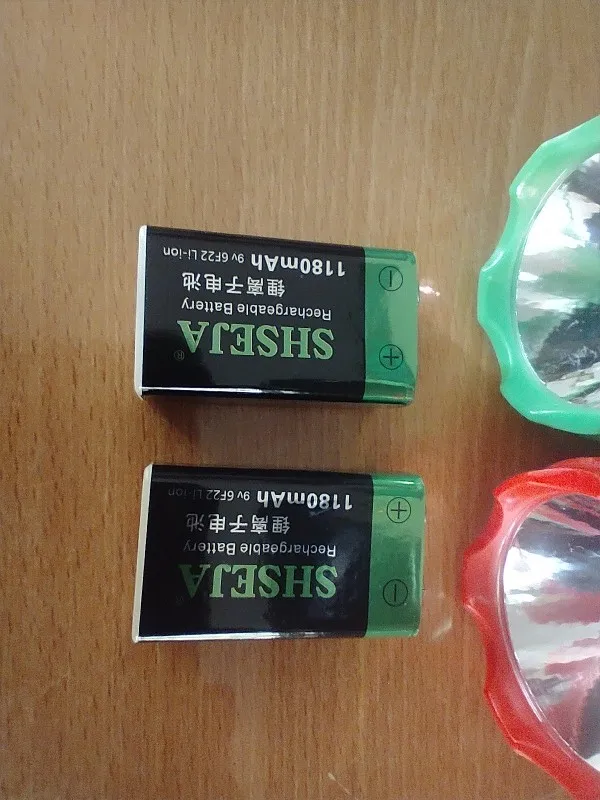 SHSEJA®
Rechargeable Battery
锂离子电池
1180mAh 9v 6F22 Li-ion
+
-
SHSEJA
Rechargeable Battery
锂离子电池
1180mAh 9v 6F22 Li-ion
-
+